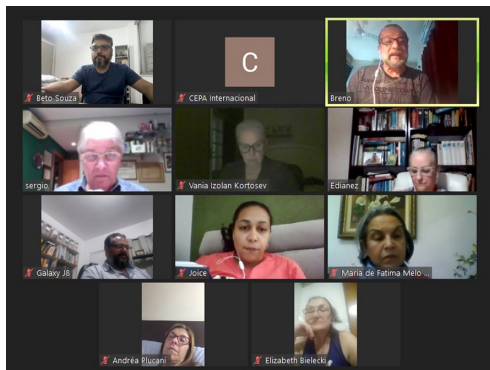 Beto Souza
C
CEPA Internacional
Breno
sergio
Vania Izolan Kortosev
Edianez
Galaxy J8
Joice
Maria de Fatima Melo ...
Andréa Plucani
Elizabeth Bielecki